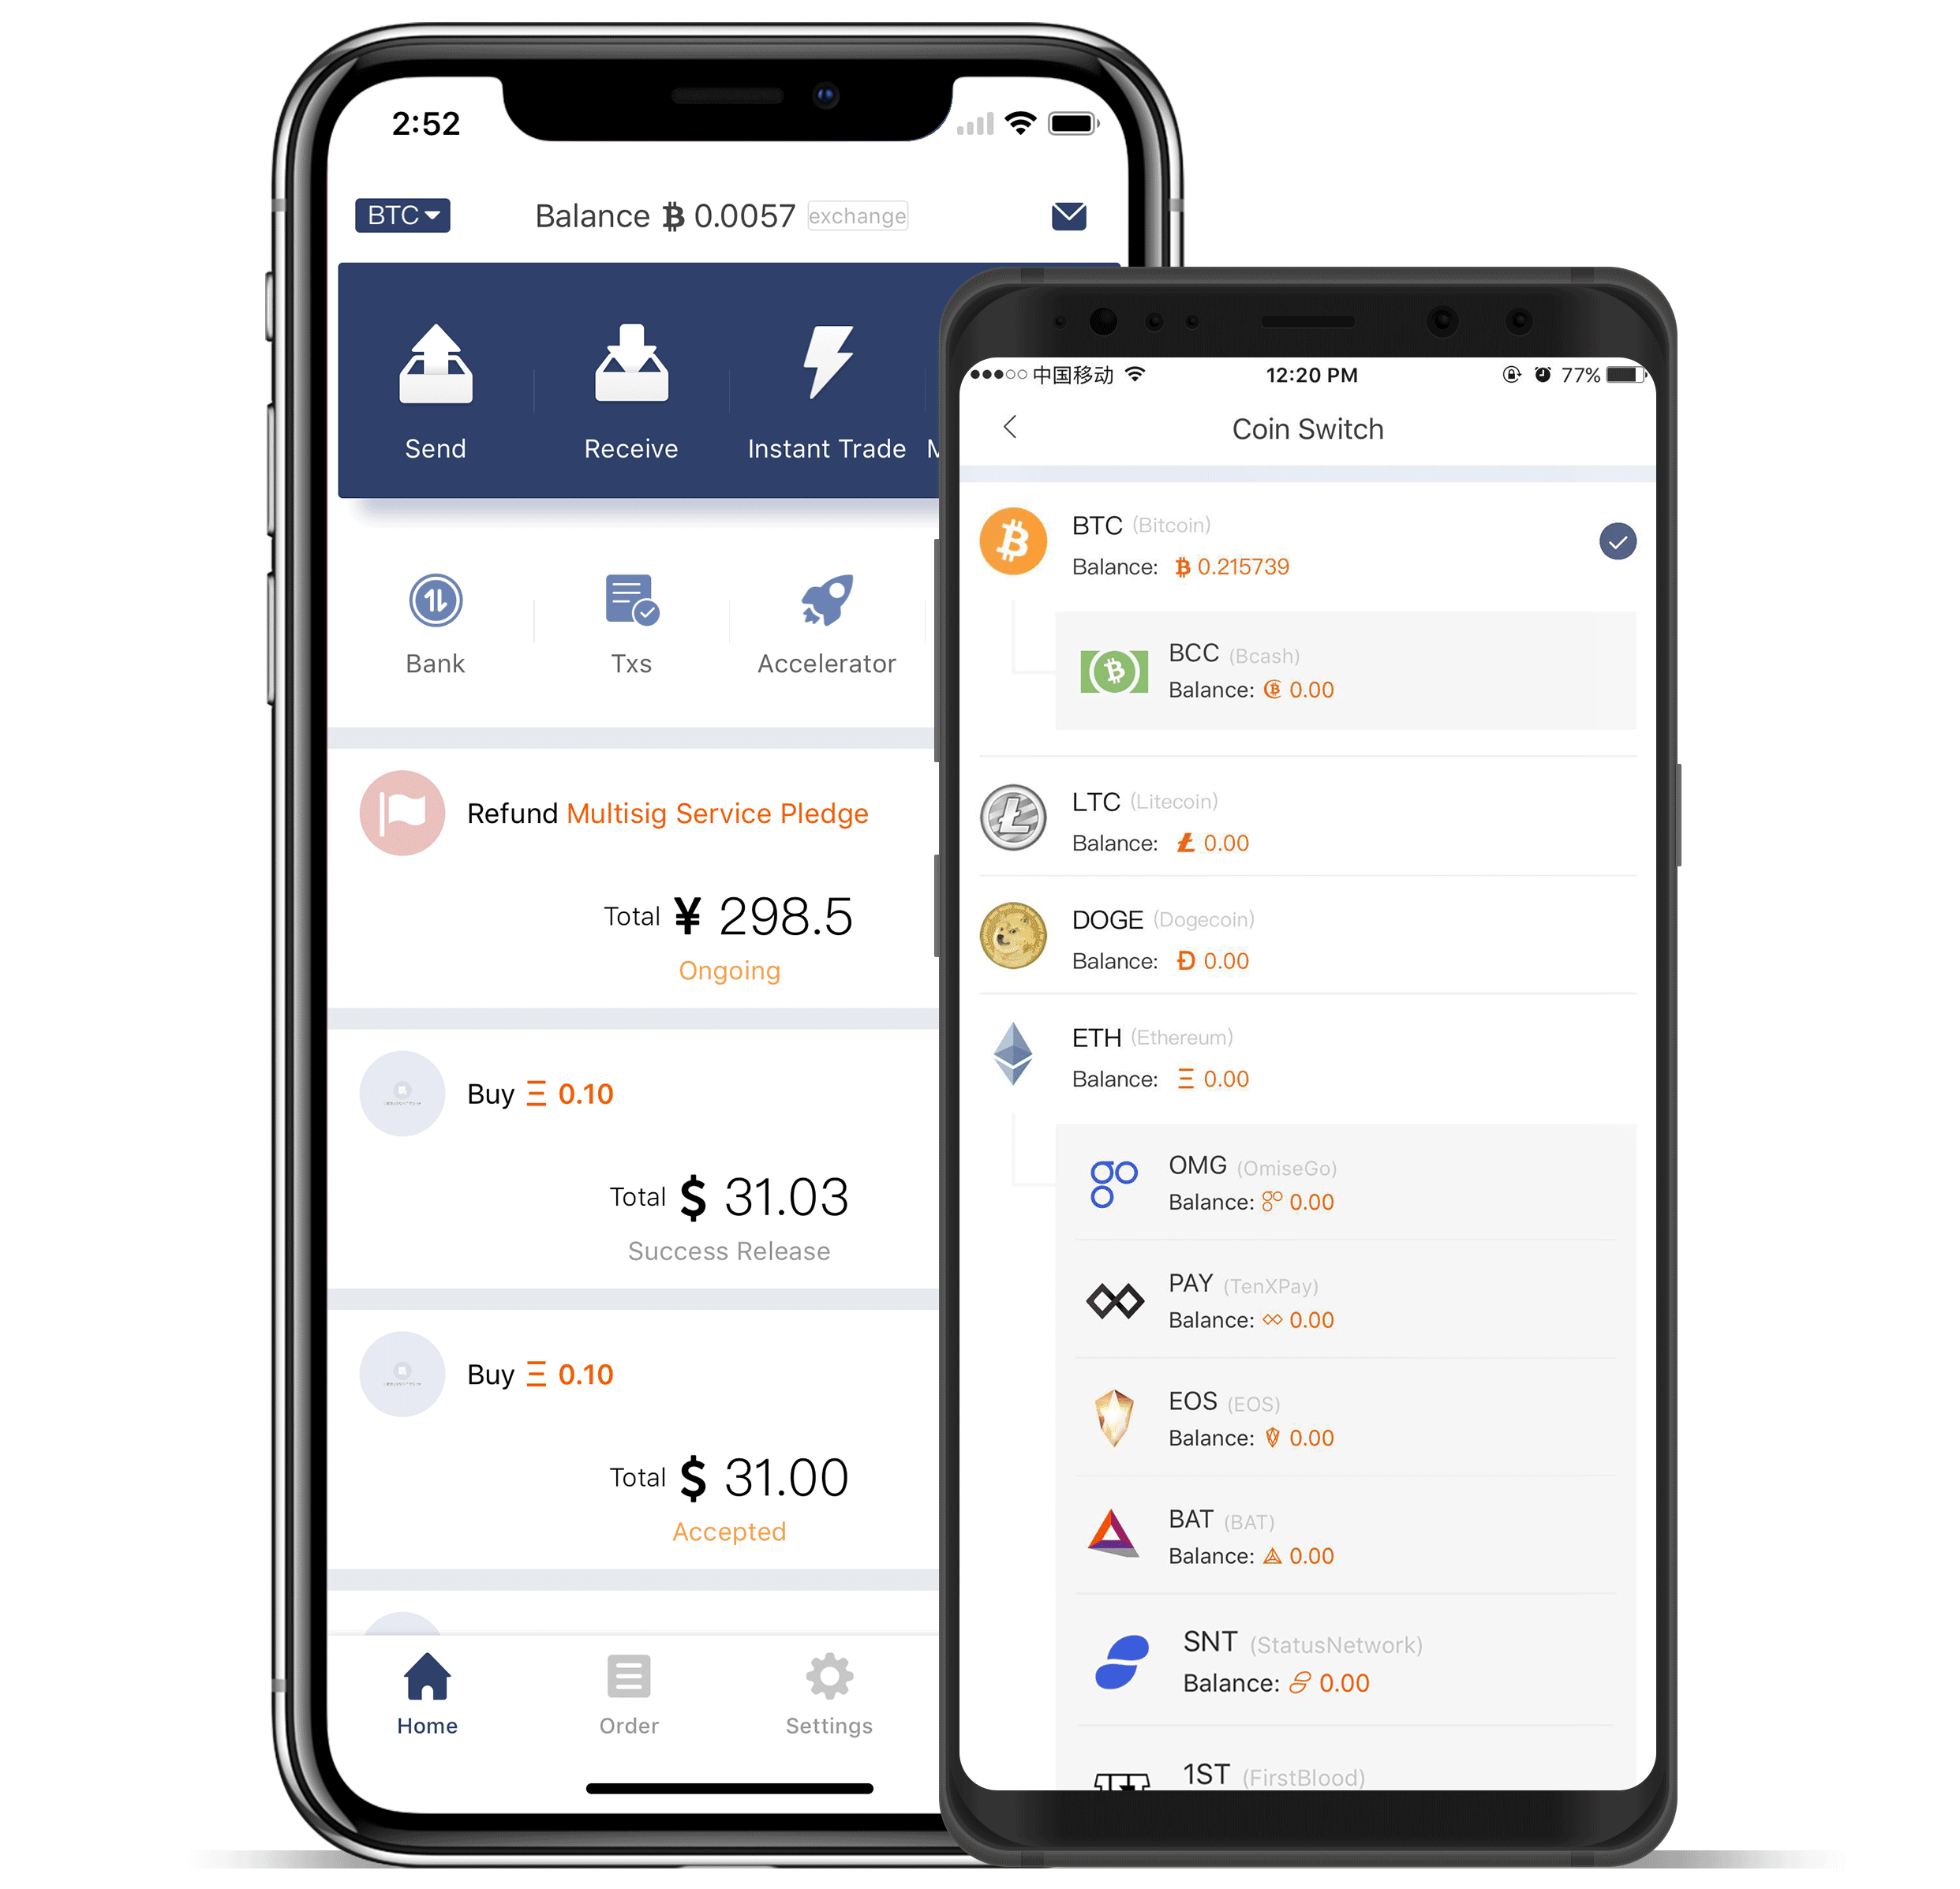 2:52
BTC
Balance ₿ 0.0057 exchange
Send
Receive
Instant Trade
M
Bank
Txs
Accelerator
Refund Multisig Service Pledge
Total ¥ 298.5
Ongoing
Buy Ξ 0.10
Total $ 31.03
Success Release
Buy Ξ 0.10
Total $ 31.00
Accepted
Home
Order
Settings
中国移动
12:20 PM
77%
Coin Switch
BTC (Bitcoin)
Balance: ₿ 0.215739
BCC (Bcash)
Balance: 0.00
LTC (Litecoin)
Balance: Ł 0.00
DOGE (Dogecoin)
Balance: Ð 0.00
ETH (Ethereum)
Balance: Ξ 0.00
OMG (OmiseGo)
Balance: 0.00
PAY (TenXPay)
Balance: 0.00
EOS (EOS)
Balance: 0.00
BAT (BAT)
Balance: 0.00
SNT (StatusNetwork)
Balance: 0.00
1ST (FirstBlood)